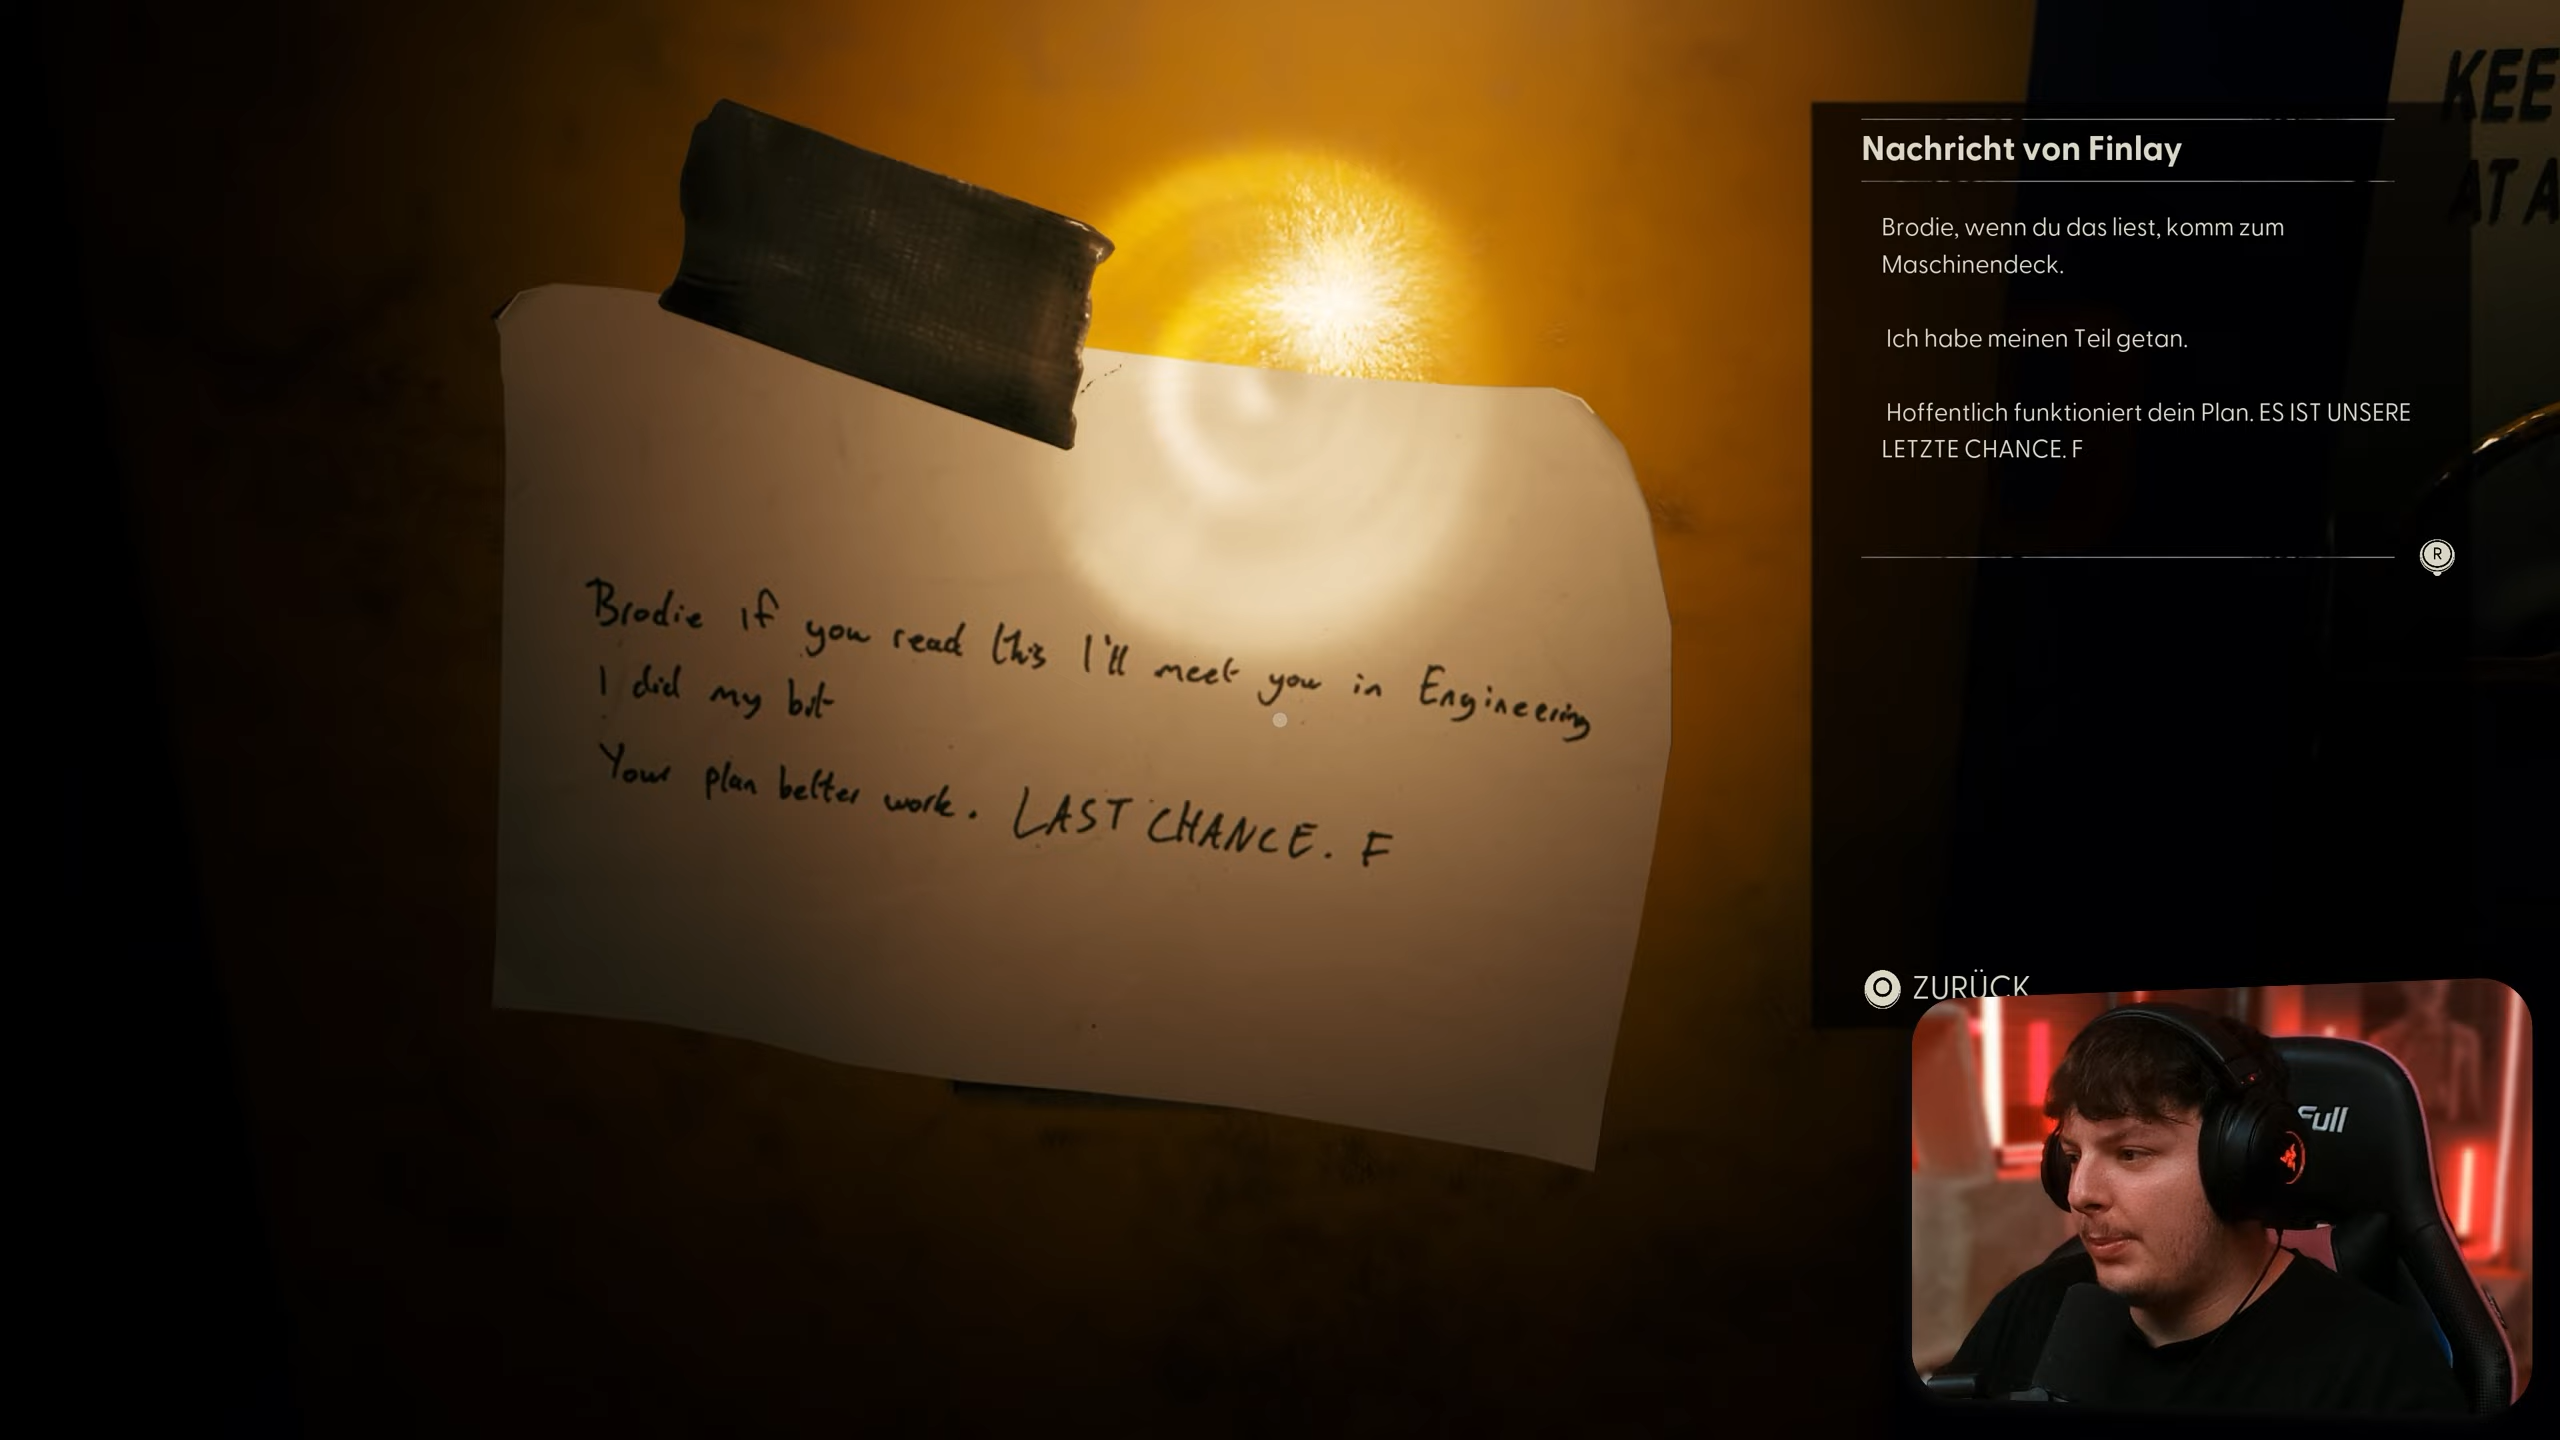 Brodie if you read this I'll meet you in Engineering
I did my bit
Your plan better work. LAST CHANCE. F
Nachricht von Finlay
Brodie, wenn du das liest, komm zum
Maschinendeck.
Ich habe meinen Teil getan.
Hoffentlich funktioniert dein Plan. ES IST UNSERE
LETZTE CHANCE. F
R
ZURÜCK
KEE
AT A
Full